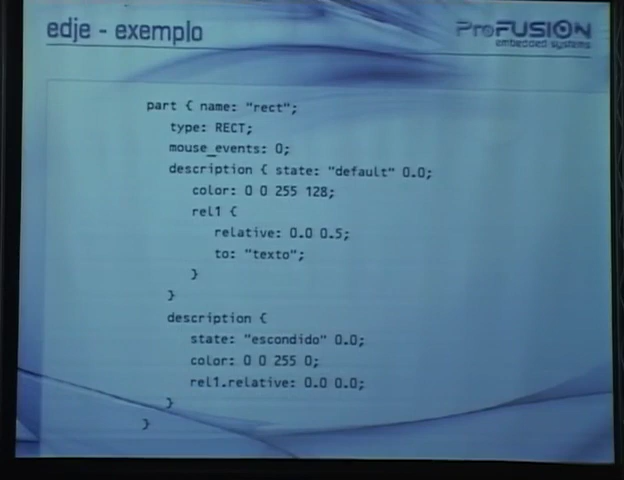 edje - exemplo
ProFUSION
embedded systems
part { name: "rect";
type: RECT;
mouse_events: 0;
description { state: "default" 0.0;
color: 0 0 255 128;
rel1 {
relative: 0.0 0.5;
to: "texto";
}
}
description {
state: "escondido" 0.0;
color: 0 0 255 0;
rel1.relative: 0.0 0.0;
}
}